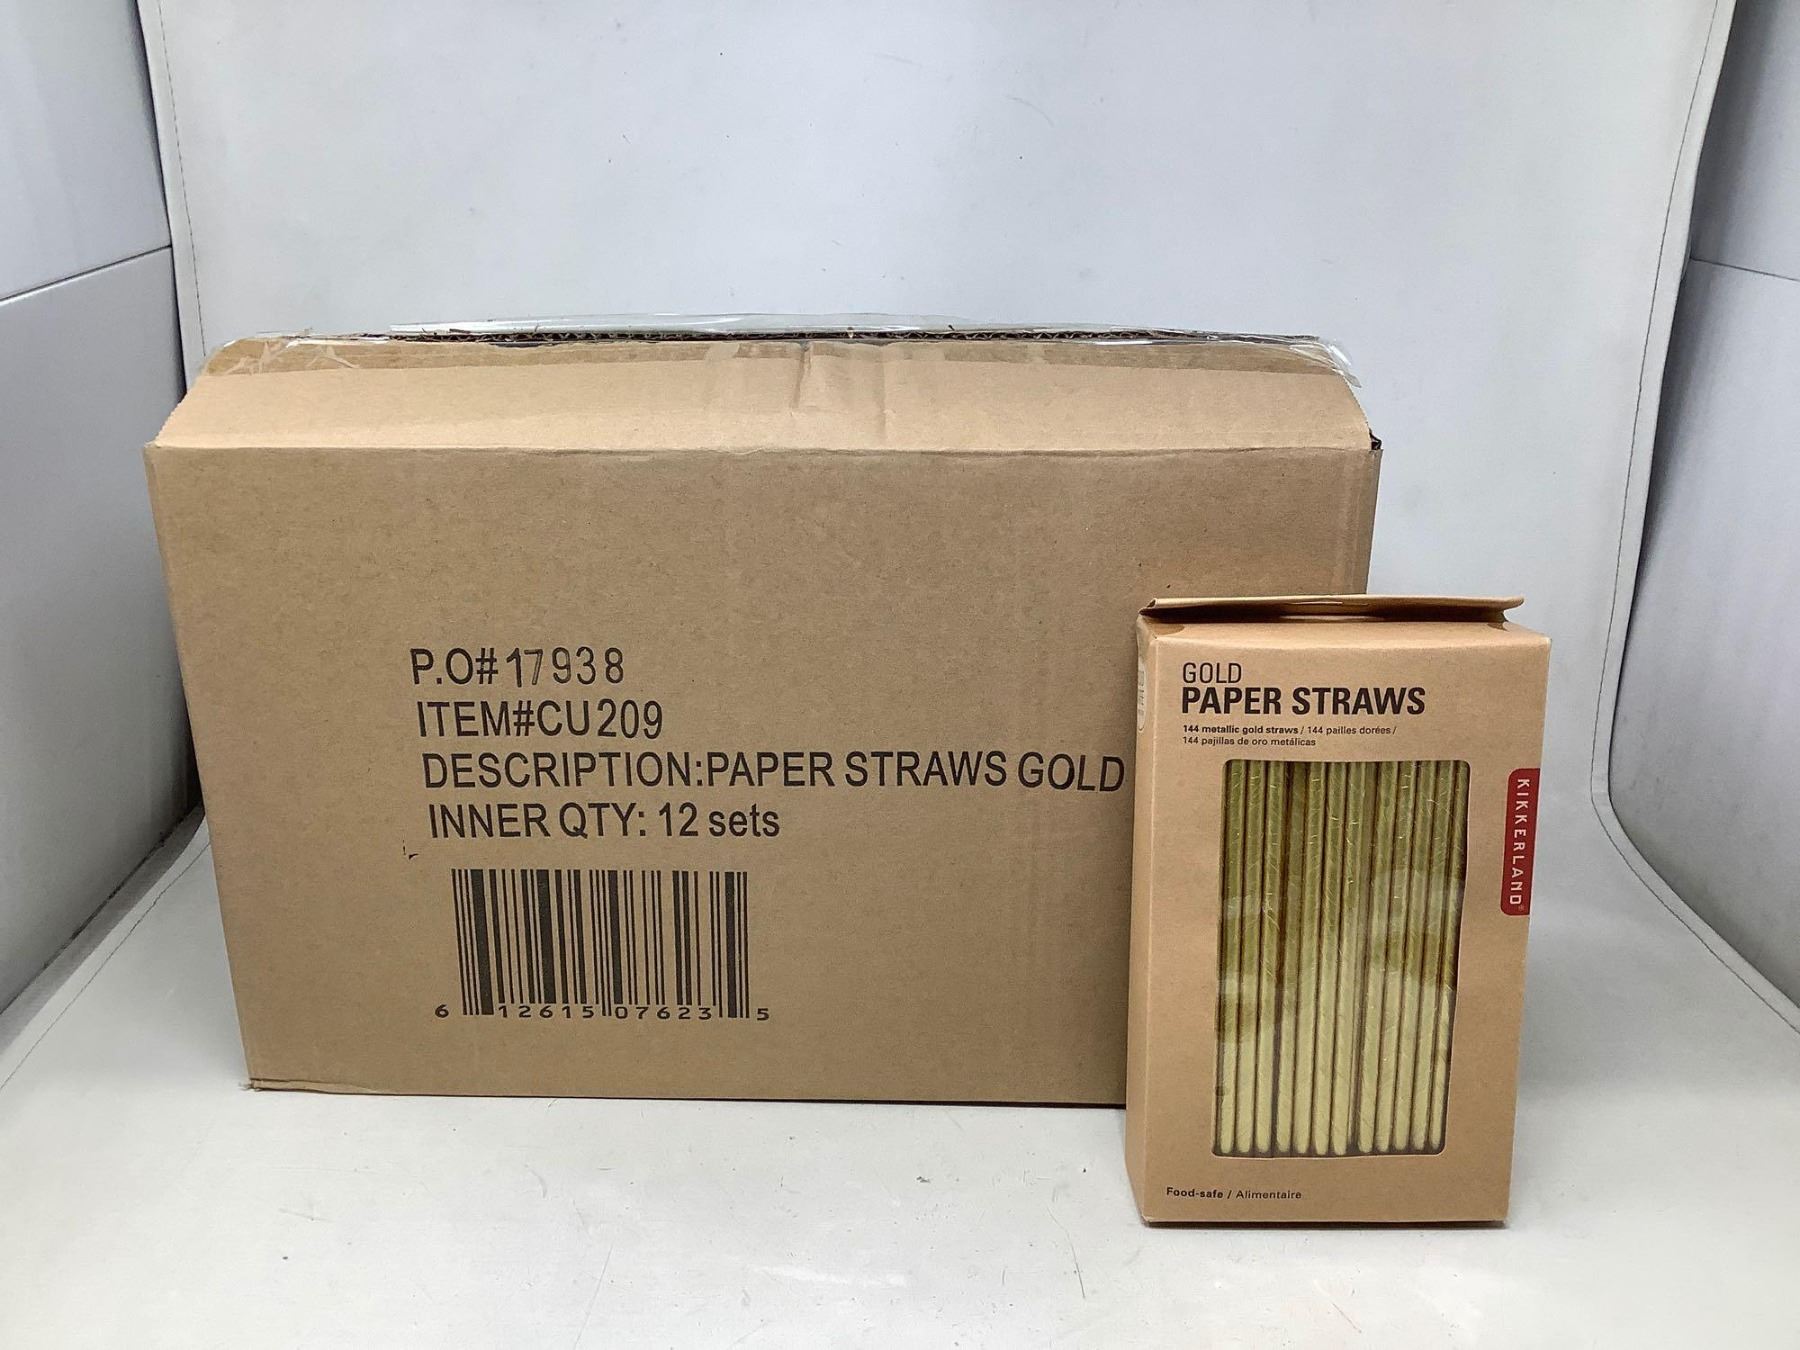 P.O# 17938
ITEM#CU209
DESCRIPTION:PAPER STRAWS GOLD
INNER QTY: 12 sets
6 12615 07623 5
GOLD
PAPER STRAWS
144 metallic gold straws / 144 pailles dorées /
144 pajillas de oro metálicas
KIKKERLAND®
Food-safe / Alimentaire